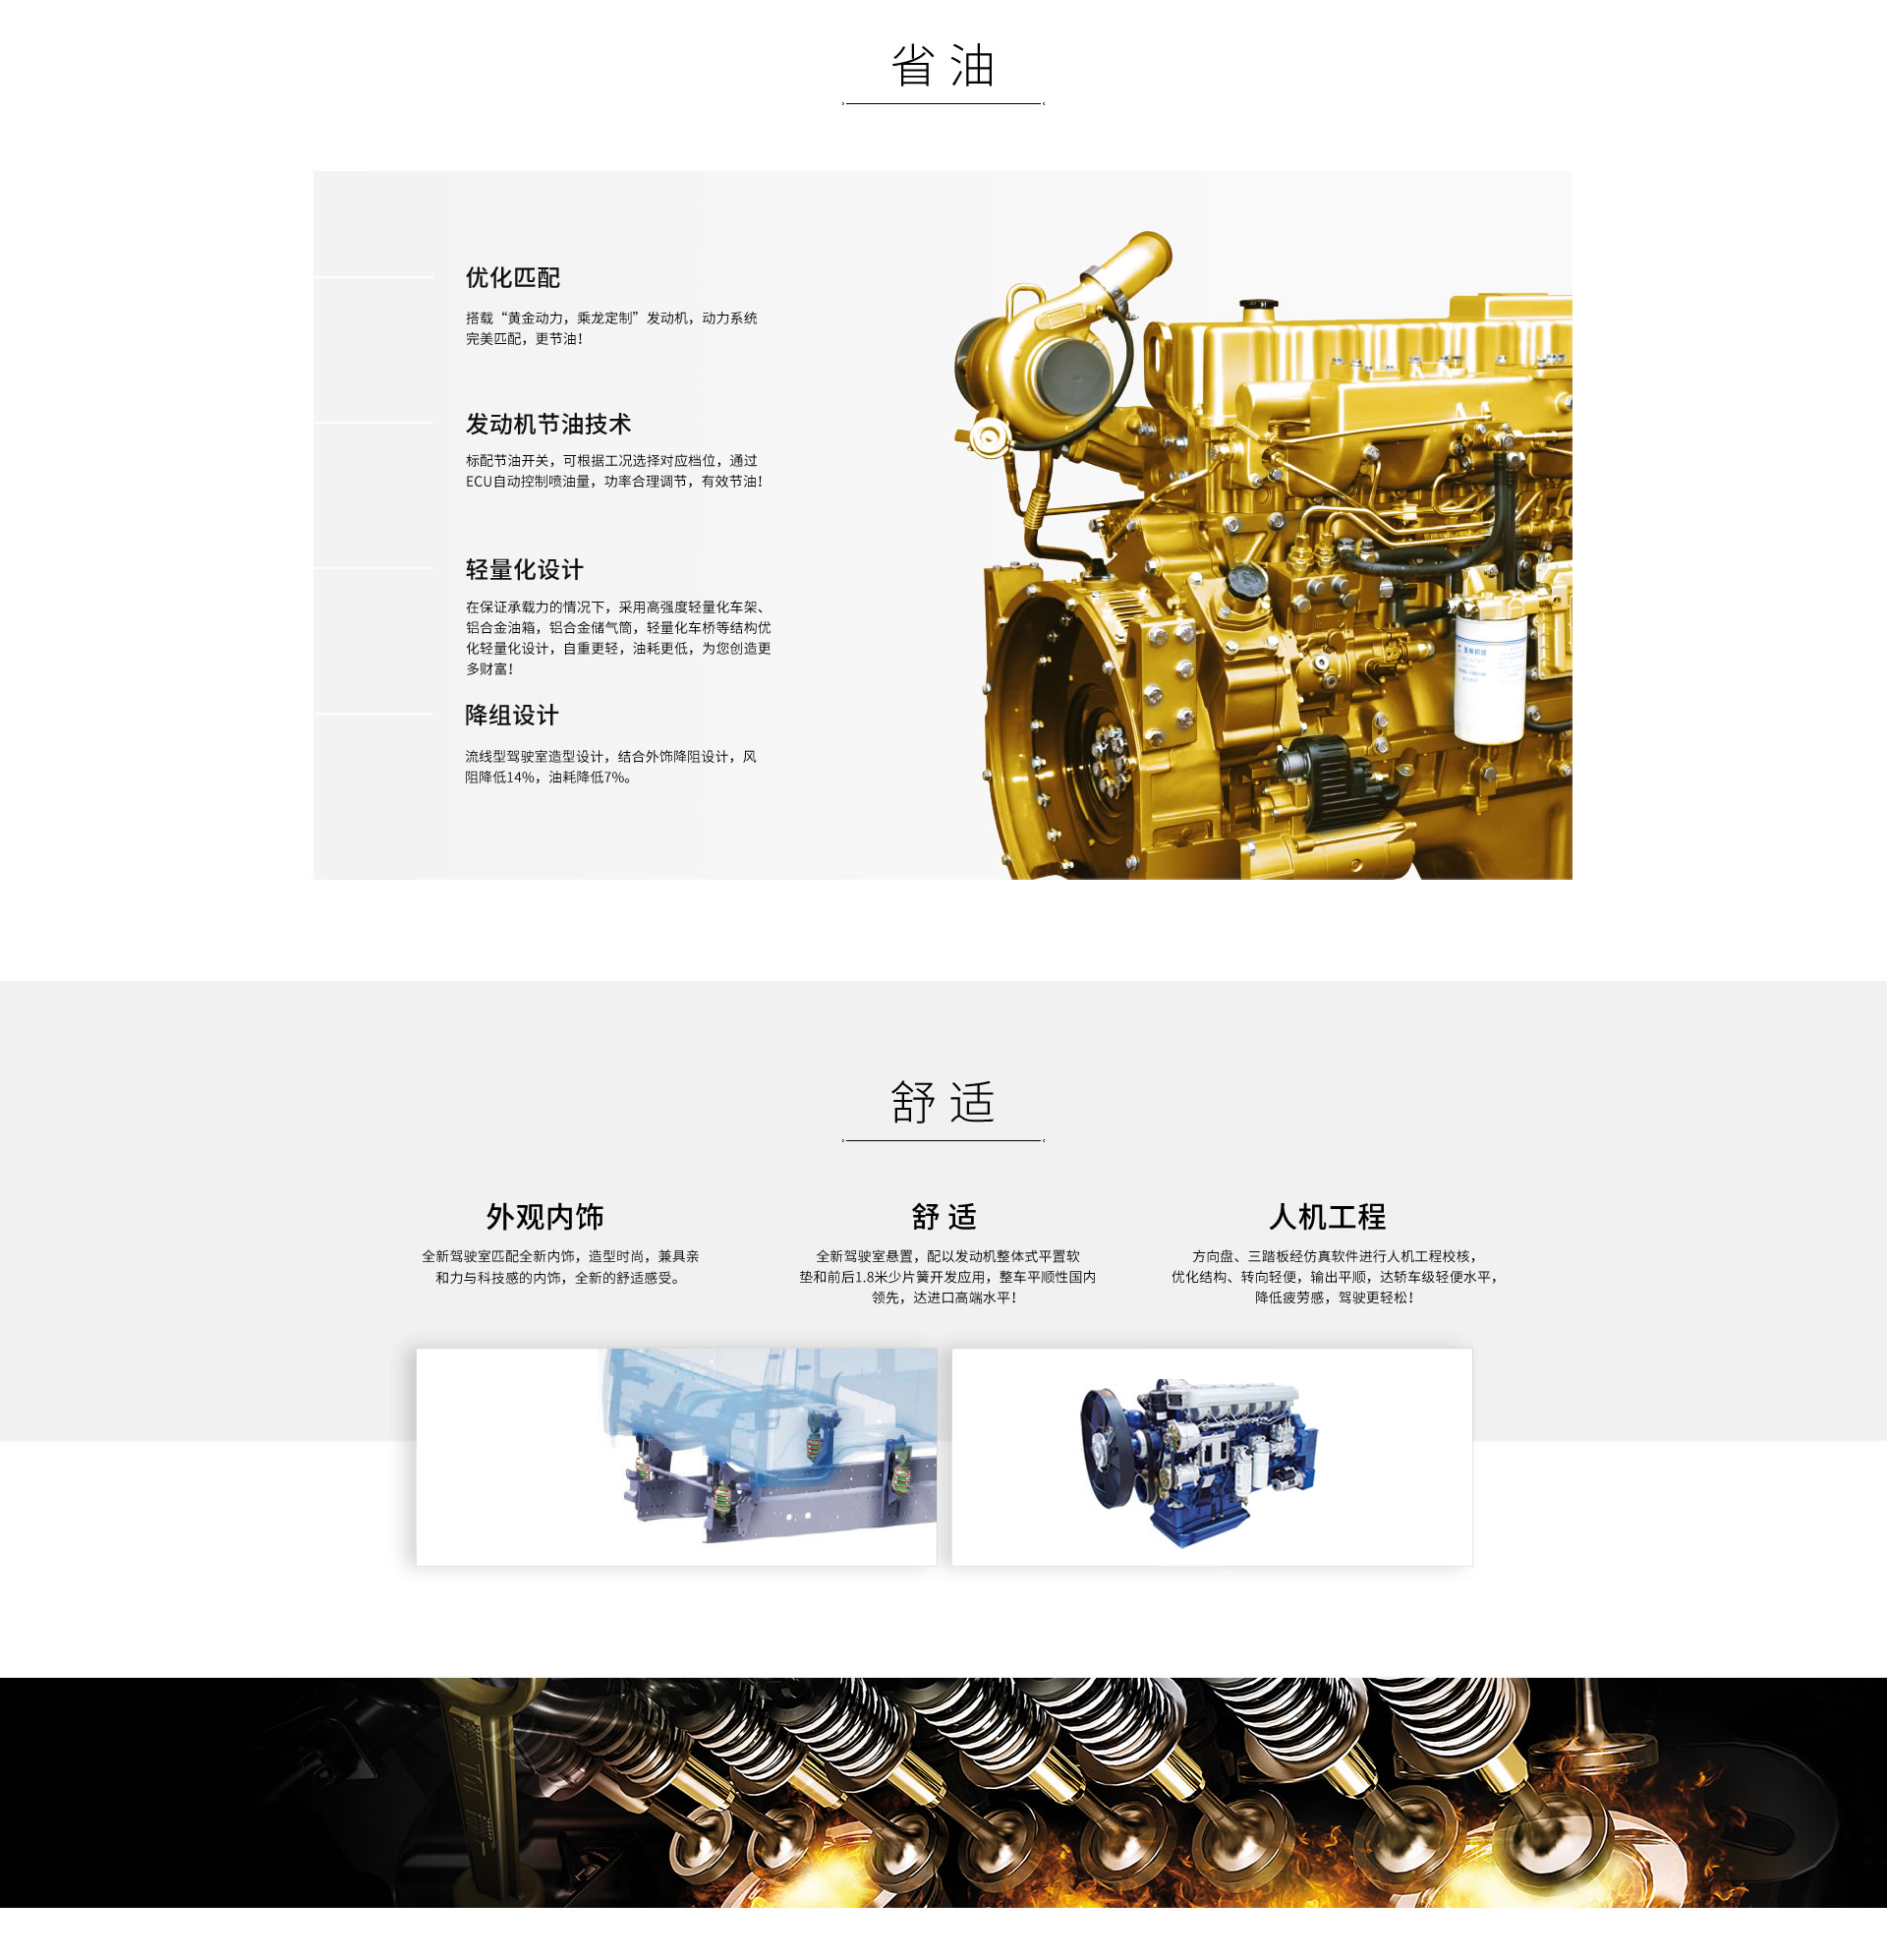 省油
优化匹配
搭载“黄金动力，乘龙定制”发动机，动力系统
完美匹配，更节油！
发动机节油技术
标配节油开关，可根据工况选择对应档位，通过
ECU自动控制喷油量，功率合理调节，有效节油！
轻量化设计
在保证承载力的情况下，采用高强度轻量化车架、
铝合金油箱，铝合金储气筒，轻量化车桥等结构优
化轻量化设计，自重更轻，油耗更低，为您创造更
多财富！
降组设计
流线型驾驶室造型设计，结合外饰降阻设计，风
阻降低14%，油耗降低7%。
舒适
外观内饰
全新驾驶室匹配全新内饰，造型时尚，兼具亲
和力与科技感的内饰，全新的舒适感受。
舒 适
全新驾驶室悬置，配以发动机整体式平置软
垫和前后1.8米少片簧开发应用，整车平顺性国内
领先，达进口高端水平！
人机工程
方向盘、三踏板经仿真软件进行人机工程校核，
优化结构、转向轻便，输出平顺，达轿车级轻便水平，
降低疲劳感，驾驶更轻松！